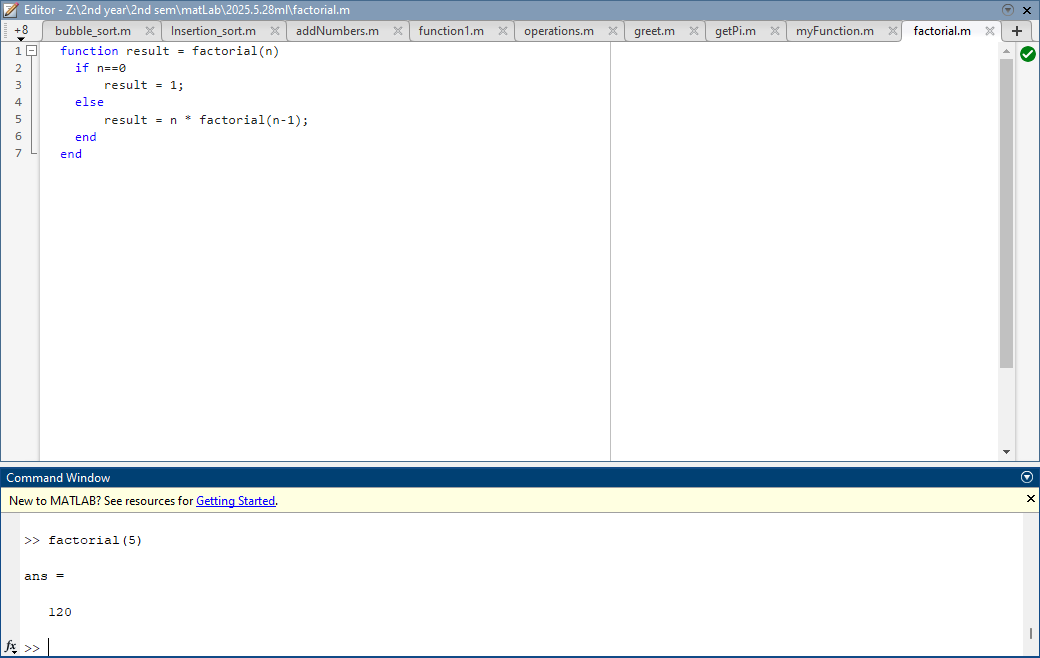 Editor - Z:\2nd year\2nd sem\matLab\2025.5.28ml\factorial.m
+8 bubble_sort.m Insertion_sort.m addNumbers.m function1.m operations.m greet.m getPi.m myFunction.m factorial.m +
1 function result = factorial(n)
2 if n==0
3 result = 1;
4 else
5 result = n * factorial(n-1);
6 end
7 end
Command Window
New to MATLAB? See resources for Getting Started.
>> factorial(5)
ans =
120
fx >>